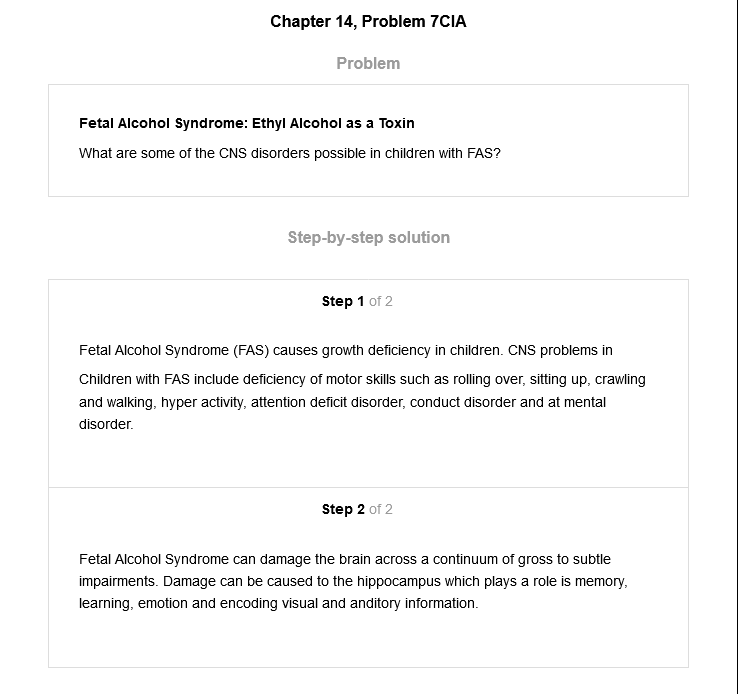 Chapter 14, Problem 7CIA
Problem
Fetal Alcohol Syndrome: Ethyl Alcohol as a Toxin
What are some of the CNS disorders possible in children with FAS?
Step-by-step solution
Step 1 of 2
Fetal Alcohol Syndrome (FAS) causes growth deficiency in children. CNS problems in
Children with FAS include deficiency of motor skills such as rolling over, sitting up, crawling
and walking, hyper activity, attention deficit disorder, conduct disorder and at mental
disorder.
Step 2 of 2
Fetal Alcohol Syndrome can damage the brain across a continuum of gross to subtle
impairments. Damage can be caused to the hippocampus which plays a role is memory,
learning, emotion and encoding visual and anditory information.